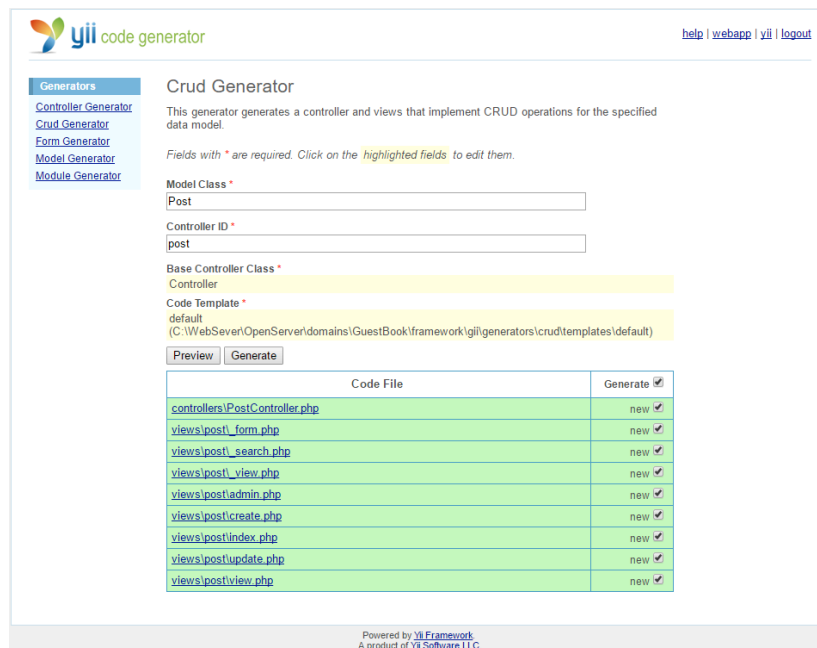 yii code generator
help | webapp | yii | logout
Generators
Controller Generator
Crud Generator
Form Generator
Model Generator
Module Generator
Crud Generator
This generator generates a controller and views that implement CRUD operations for the specified
data model.
Fields with * are required. Click on the highlighted fields to edit them.
Model Class *
Post
Controller ID *
post
Base Controller Class *
Controller
Code Template *
default
(C:\WebSever\OpenServer\domains\GuestBook\framework\gii\generators\crud\templates\default)
Preview Generate
Code File Generate
controllers\PostController.php new
views\post\_form.php new
views\post\_search.php new
views\post\_view.php new
views\post\admin.php new
views\post\create.php new
views\post\index.php new
views\post\update.php new
views\post\view.php new
Powered by Yii Framework.
A product of Yii Software LLC